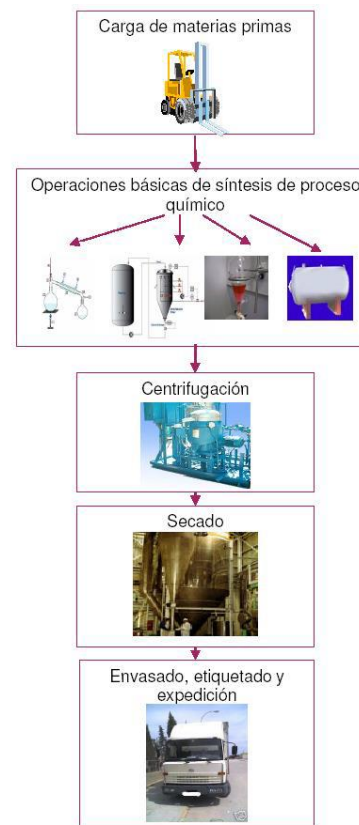 Carga de materias primas
Operaciones básicas de síntesis de proceso
químico
Centrifugación
Secado
Envasado, etiquetado y
expedición